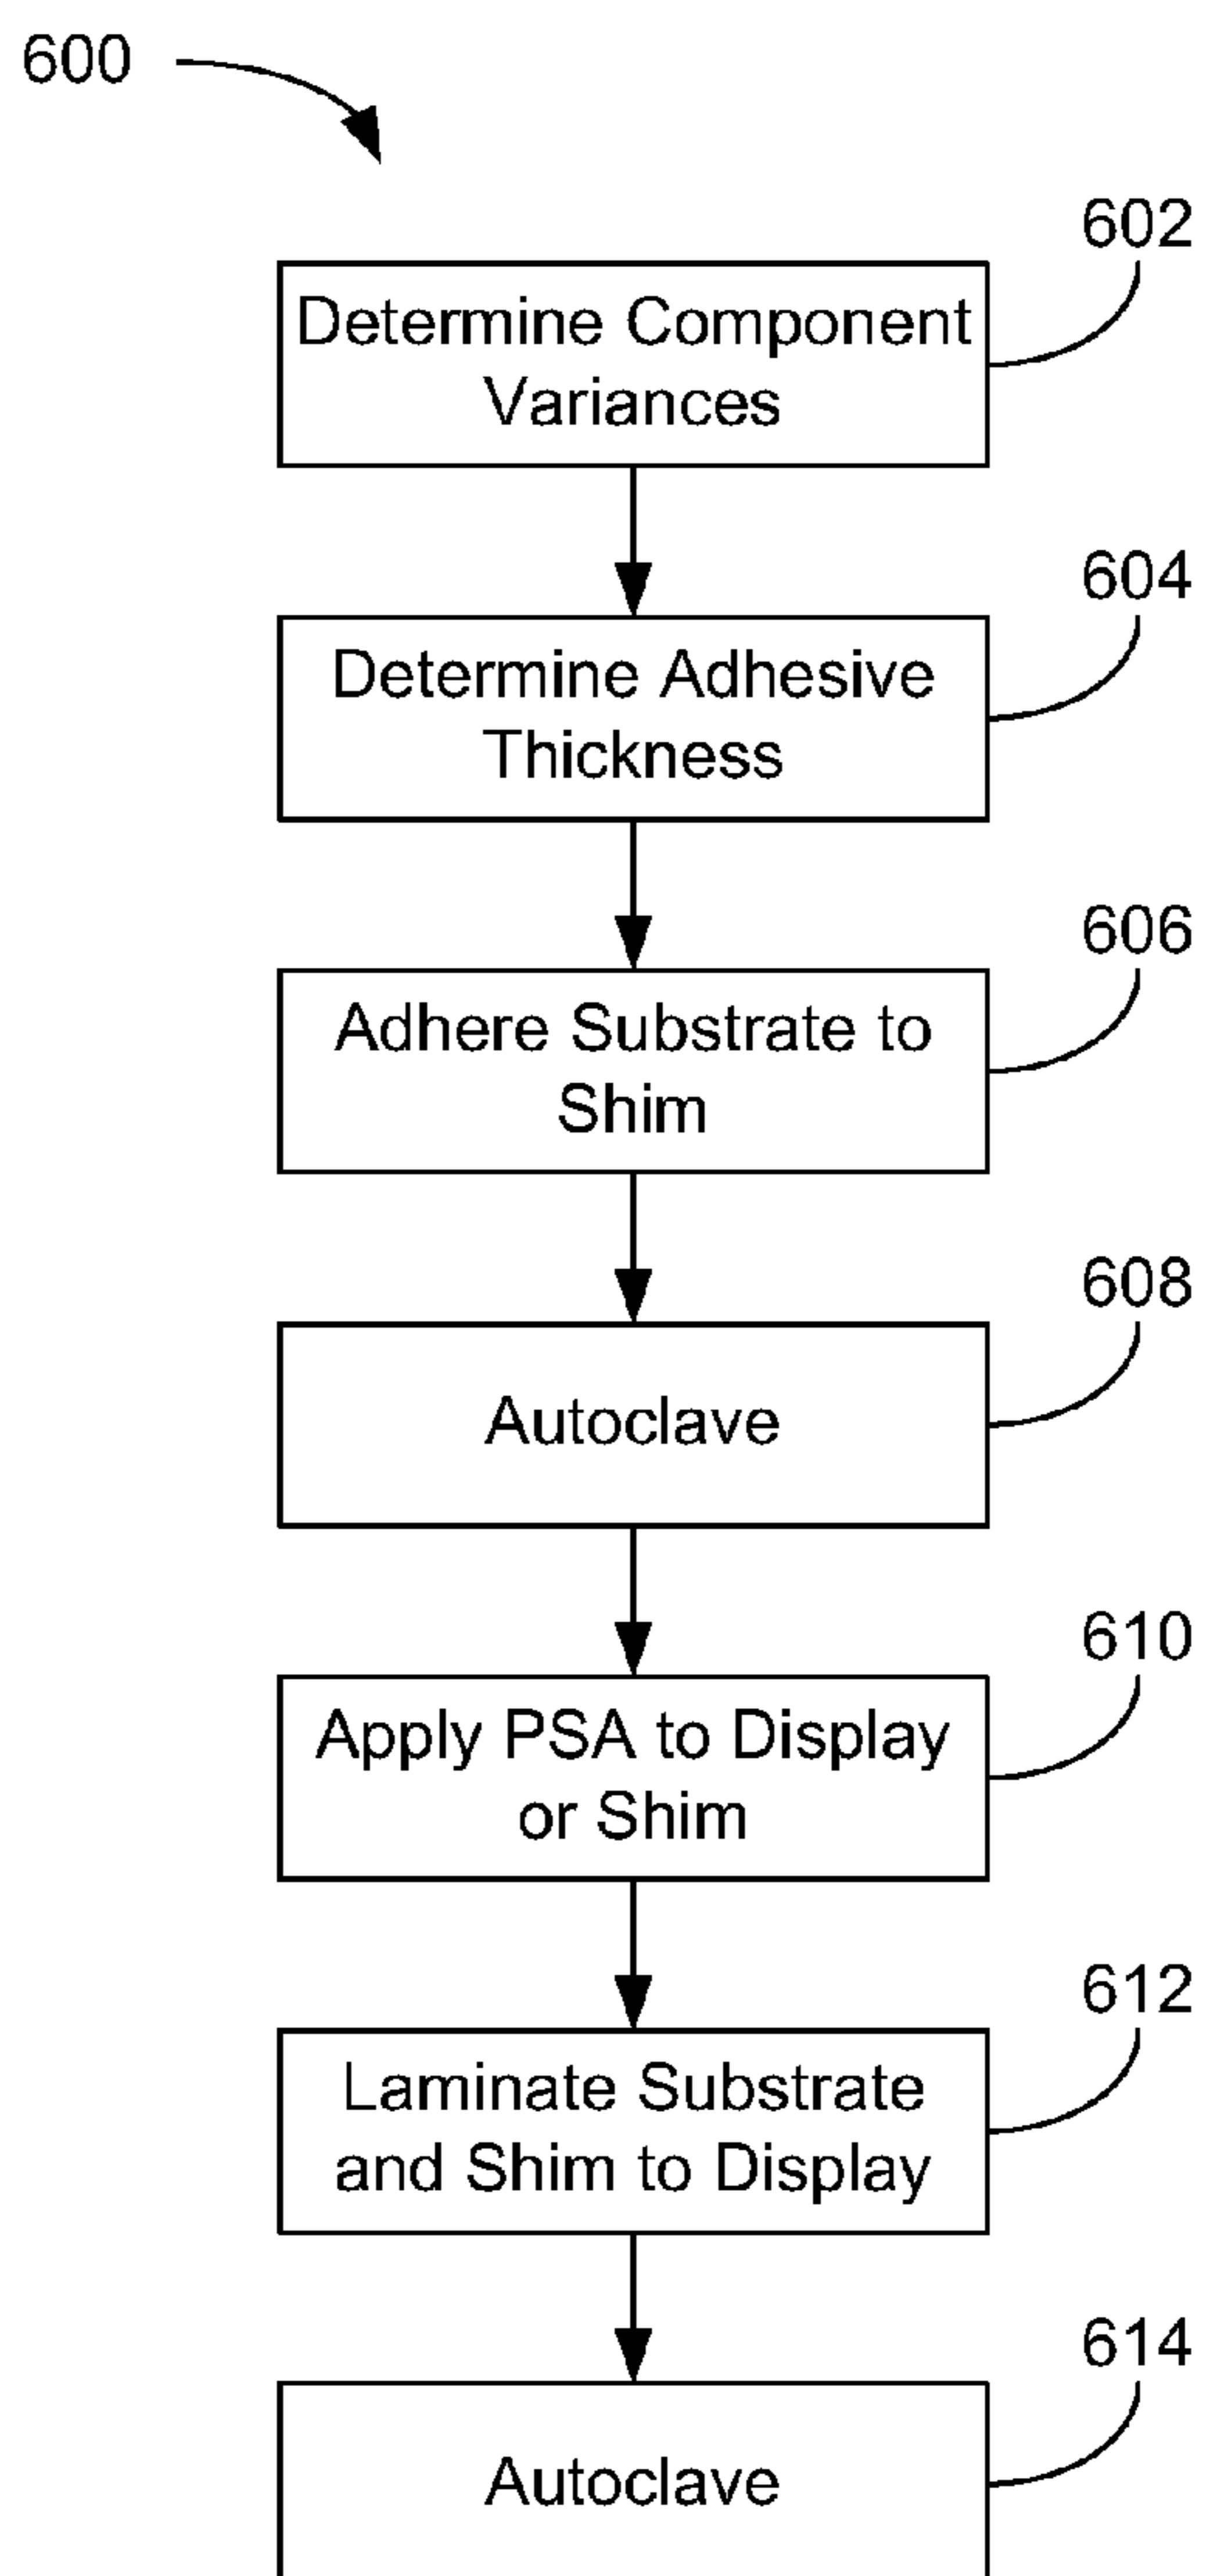 600
602
Determine Component
Variances
604
Determine Adhesive
Thickness
606
Adhere Substrate to
Shim
608
Autoclave
610
Apply PSA to Display
or Shim
612
Laminate Substrate
and Shim to Display
614
Autoclave